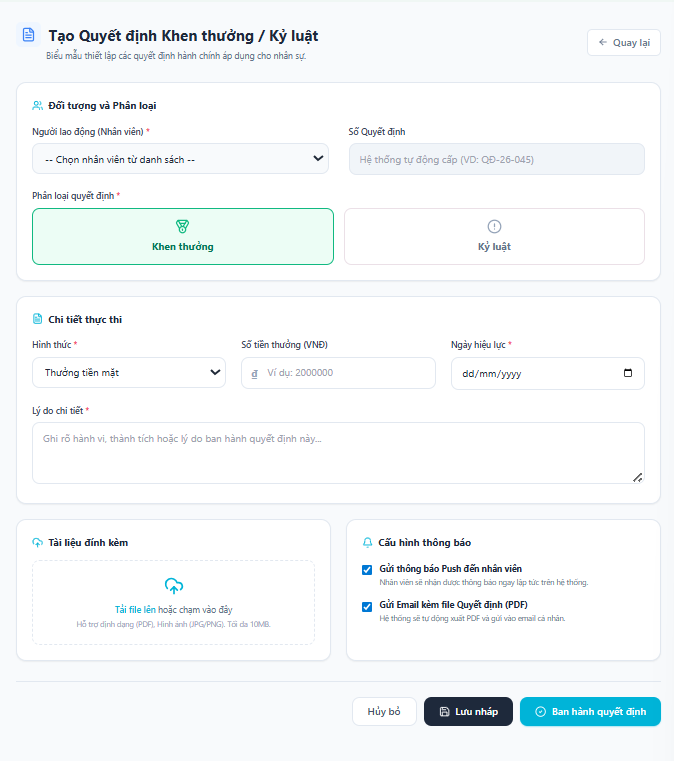 Tạo Quyết định Khen thưởng / Kỷ luật
Biểu mẫu thiết lập các quyết định hành chính áp dụng cho nhân sự.
← Quay lại
Đối tượng và Phân loại
Người lao động (Nhân viên) *
Số Quyết định
-- Chọn nhân viên từ danh sách --
Hệ thống tự động cấp (VD: QĐ-26-045)
Phân loại quyết định *
Khen thưởng
Kỷ luật
Chi tiết thực thi
Hình thức *
Số tiền thưởng (VNĐ)
Ngày hiệu lực *
Thưởng tiền mặt
₫ Ví dụ: 2000000
dd/mm/yyyy
Lý do chi tiết *
Ghi rõ hành vi, thành tích hoặc lý do ban hành quyết định này...
Tài liệu đính kèm
Tải file lên hoặc chạm vào đây
Hỗ trợ định dạng (PDF), Hình ảnh (JPG/PNG). Tối đa 10MB.
Cấu hình thông báo
Gửi thông báo Push đến nhân viên
Nhân viên sẽ nhận được thông báo ngay lập tức trên hệ thống.
Gửi Email kèm file Quyết định (PDF)
Hệ thống sẽ tự động xuất PDF và gửi vào email cá nhân.
Hủy bỏ
Lưu nháp
Ban hành quyết định